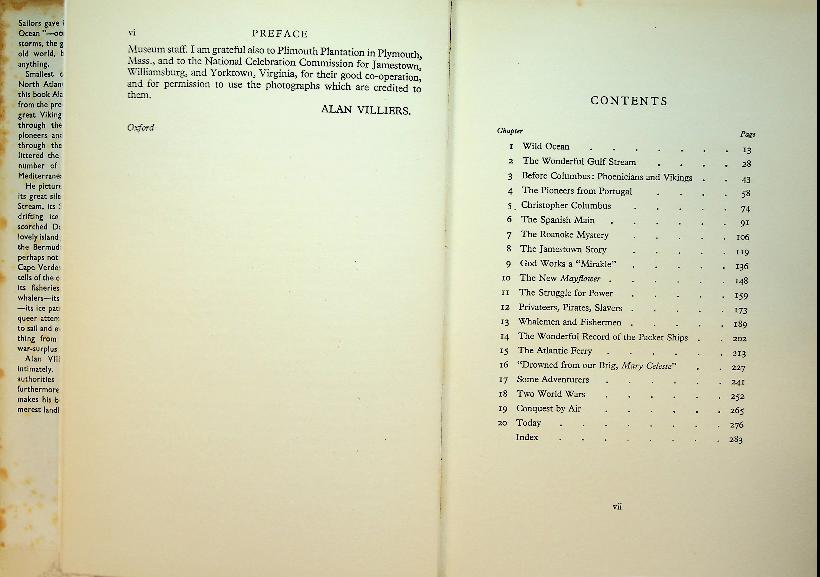 Sailors gave
Ocean"—
storms, the
old world,
anything.
Smallest
North Atlan
this book Ala
from the pre
great Viking
through the
pioneers an
through the
littered the
number of
Mediterrane
He picture
its great
Stream, its
drifting ice
scorched
lovely island
the Bermud
perhaps not
Cape Verde
tells of the
its fisheries
whalers—its
—its ice pat
queer attem
to sail and
thing from
war-surplus
Alan Vill
intimately.
authorities
furthermore
makes his b
merest landl
vi PREFACE
Museum staff. I am grateful also to Plimouth Plantation in Plymouth,
Mass., and to the National Celebration Commission for Jamestown,
Williamsburg, and Yorktown, Virginia, for their good co-operation,
and for permission to use the photographs which are credited to
them.
ALAN VILLIERS.
Oxford
CONTENTS
Chapter Page
1 Wild Ocean . . . . . . . 13
2 The Wonderful Gulf Stream . . . . 28
3 Before Columbus: Phoenicians and Vikings . . 43
4 The Pioneers from Portugal . . . . 58
5 Christopher Columbus . . . . . 74
6 The Spanish Main . . . . . . 91
7 The Roanoke Mystery . . . . . 106
8 The Jamestown Story . . . . . 119
9 God Works a "Mirakle" . . . . . 136
10 The New Mayflower . . . . . . 148
11 The Struggle for Power . . . . . 159
12 Privateers, Pirates, Slavers . . . . . 173
13 Whalemen and Fishermen . . . . . 189
14 The Wonderful Record of the Packer Ships . . 202
15 The Atlantic Ferry . . . . . . 213
16 "Drowned from our Brig, Mary Celeste" . . 227
17 Some Adventurers . . . . . . 241
18 Two World Wars . . . . . . 252
19 Conquest by Air . . . . . . 265
20 Today . . . . . . . . 276
Index . . . . . . . . 283
vii